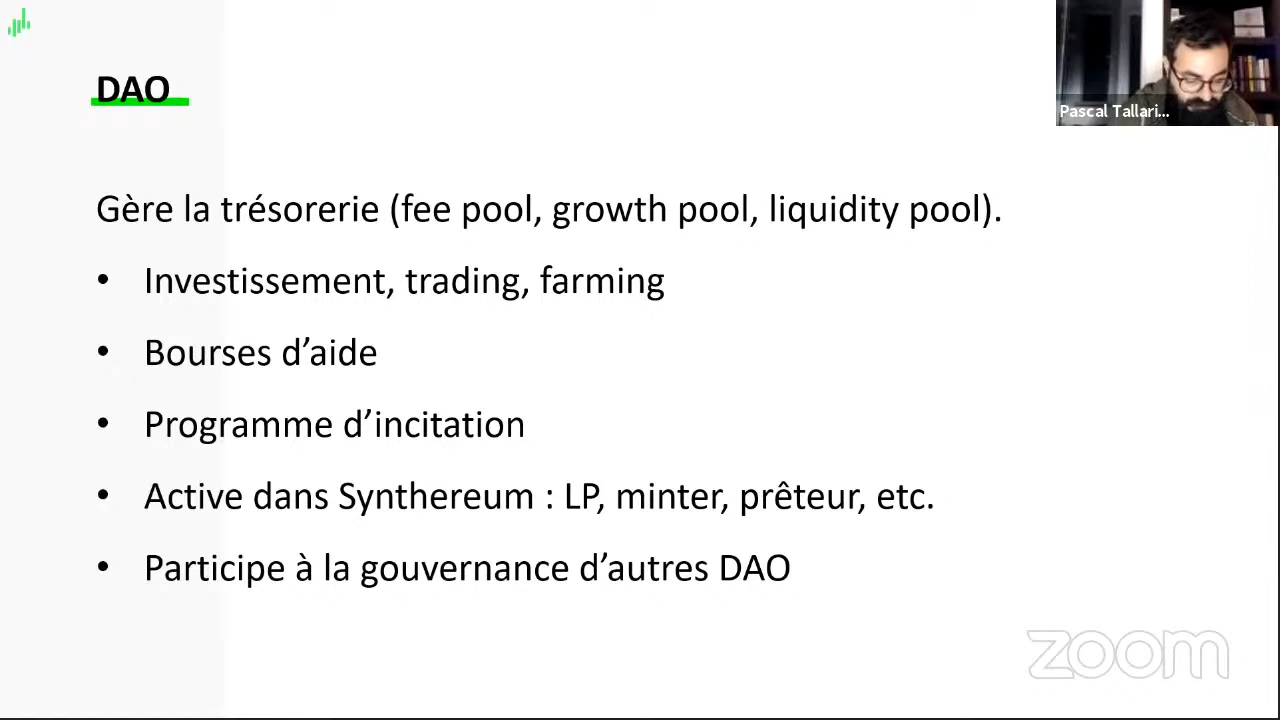 DAO
Pascal Tallari...
Gère la trésorerie (fee pool, growth pool, liquidity pool).
• Investissement, trading, farming
• Bourses d’aide
• Programme d’incitation
• Active dans Synthereum : LP, minter, prêteur, etc.
• Participe à la gouvernance d’autres DAO
zoom